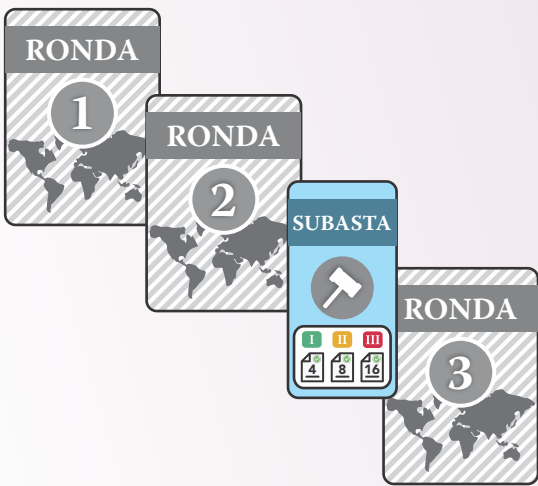 RONDA
1
RONDA
2
SUBASTA
I II III
4 8 16
RONDA
3